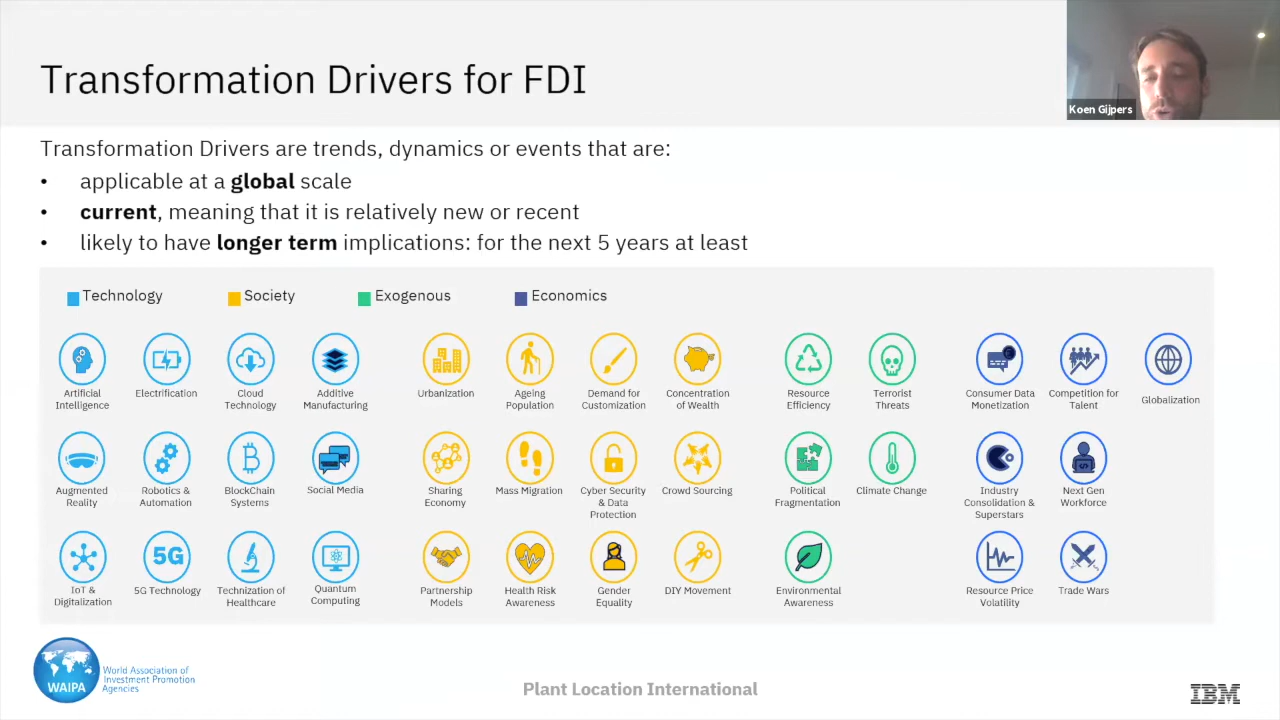 Transformation Drivers for FDI
Koen Gijpers
Transformation Drivers are trends, dynamics or events that are:
• applicable at a global scale
• current, meaning that it is relatively new or recent
• likely to have longer term implications: for the next 5 years at least
Technology
Society
Exogenous
Economics
Artificial
Intelligence
Electrification
Cloud
Technology
Additive
Manufacturing
Urbanization
Ageing
Population
Demand for
Customization
Concentration
of Wealth
Resource
Efficiency
Terrorist
Threats
Consumer Data
Monetization
Competition for
Talent
Globalization
Augmented
Reality
Robotics &
Automation
BlockChain
Systems
Social Media
Sharing
Economy
Mass Migration
Cyber Security
& Data
Protection
Crowd Sourcing
Political
Fragmentation
Climate Change
Industry
Consolidation &
Superstars
Next Gen
Workforce
IoT &
Digitalization
5G
5G Technology
Technization of
Healthcare
Quantum
Computing
Partnership
Models
Health Risk
Awareness
Gender
Equality
DIY Movement
Environmental
Awareness
Resource Price
Volatility
Trade Wars
WAIPA
World Association of
Investment Promotion
Agencies
Plant Location International
IBM